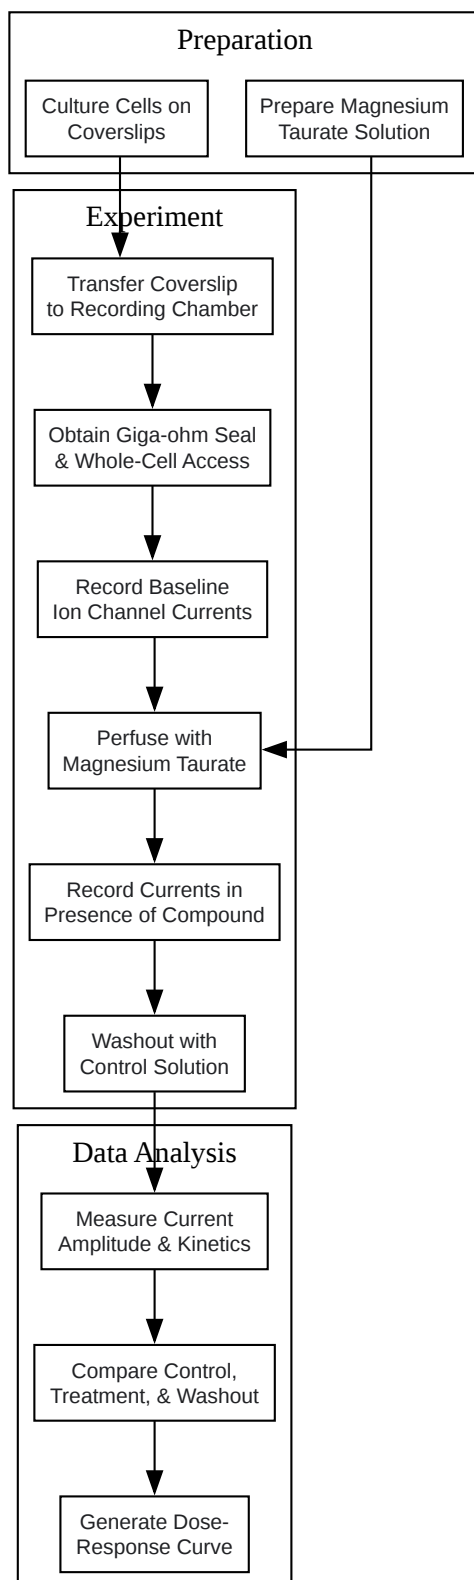 Preparation
Culture Cells on
Coverslips
Prepare Magnesium
Taurate Solution
Experiment
Transfer Coverslip
to Recording Chamber
Obtain Giga-ohm Seal
& Whole-Cell Access
Record Baseline
Ion Channel Currents
Perfuse with
Magnesium Taurate
Record Currents in
Presence of Compound
Washout with
Control Solution
Data Analysis
Measure Current
Amplitude & Kinetics
Compare Control,
Treatment, & Washout
Generate Dose-
Response Curve